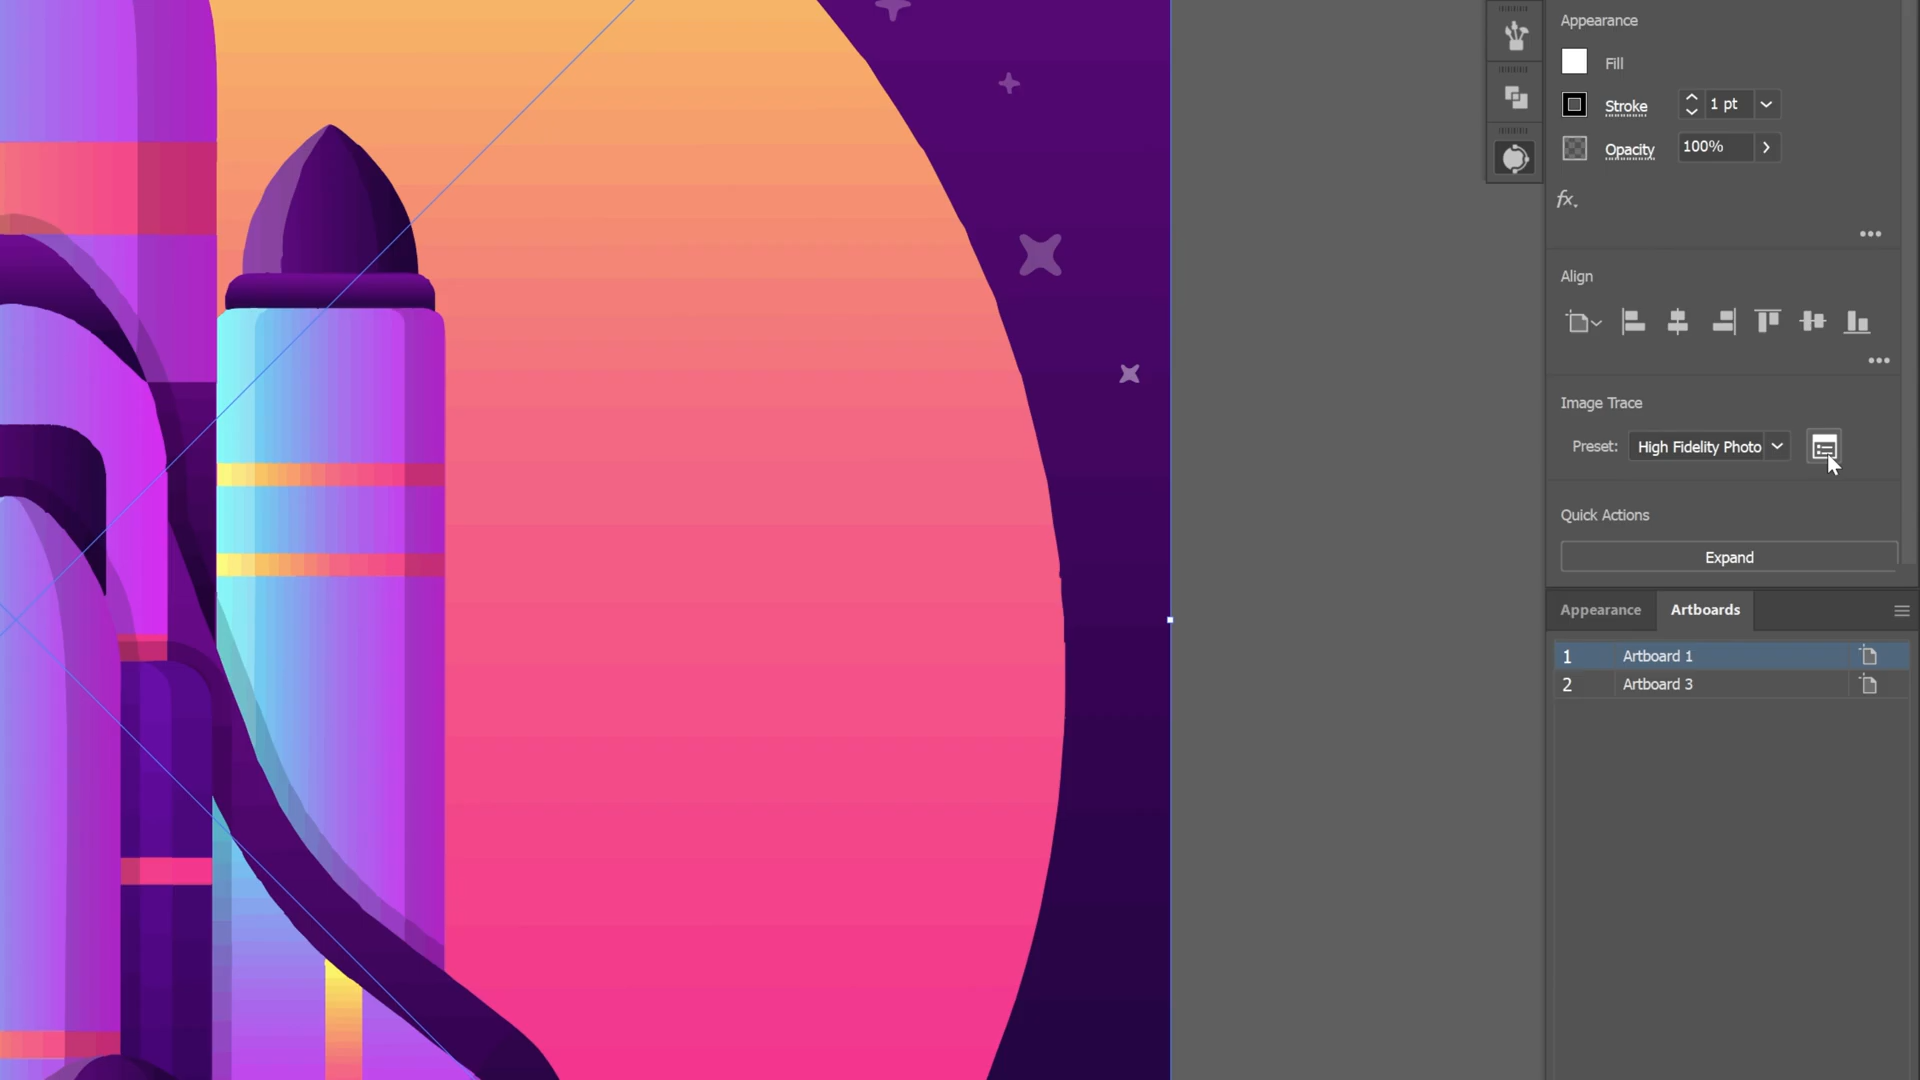 Appearance
Fill
Stroke 1 pt
Opacity 100%
fx.
Align
Image Trace
Preset: High Fidelity Photo
Quick Actions
Expand
Appearance Artboards
1 Artboard 1
2 Artboard 3